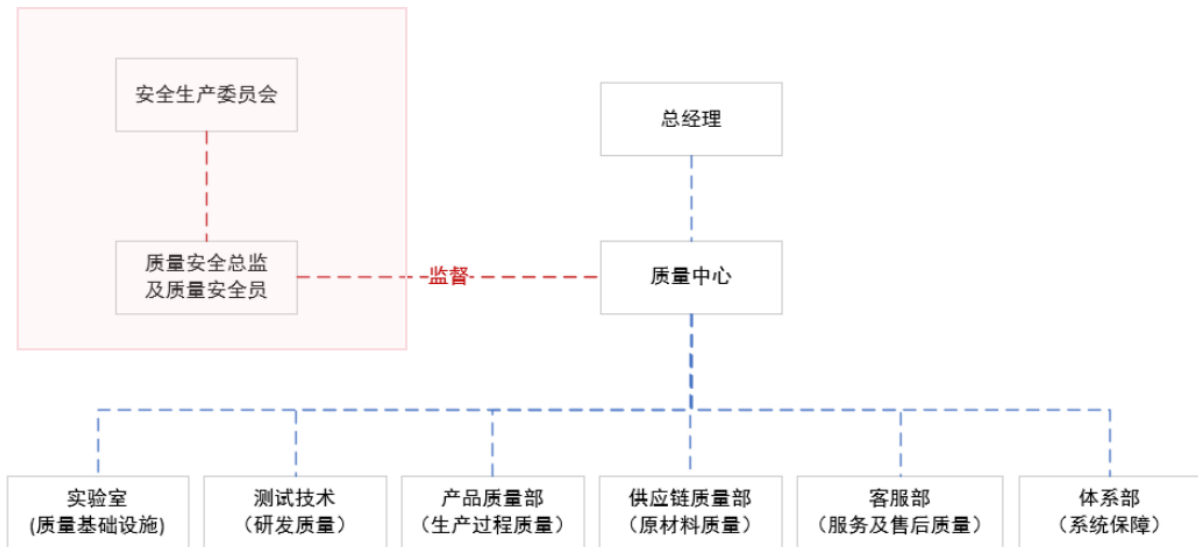 安全生产委员会
总经理
质量安全总监
及质量安全员
监督
质量中心
实验室
(质量基础设施)
测试技术
（研发质量）
产品质量部
（生产过程质量）
供应链质量部
（原材料质量）
客服部
（服务及售后质量）
体系部
（系统保障）